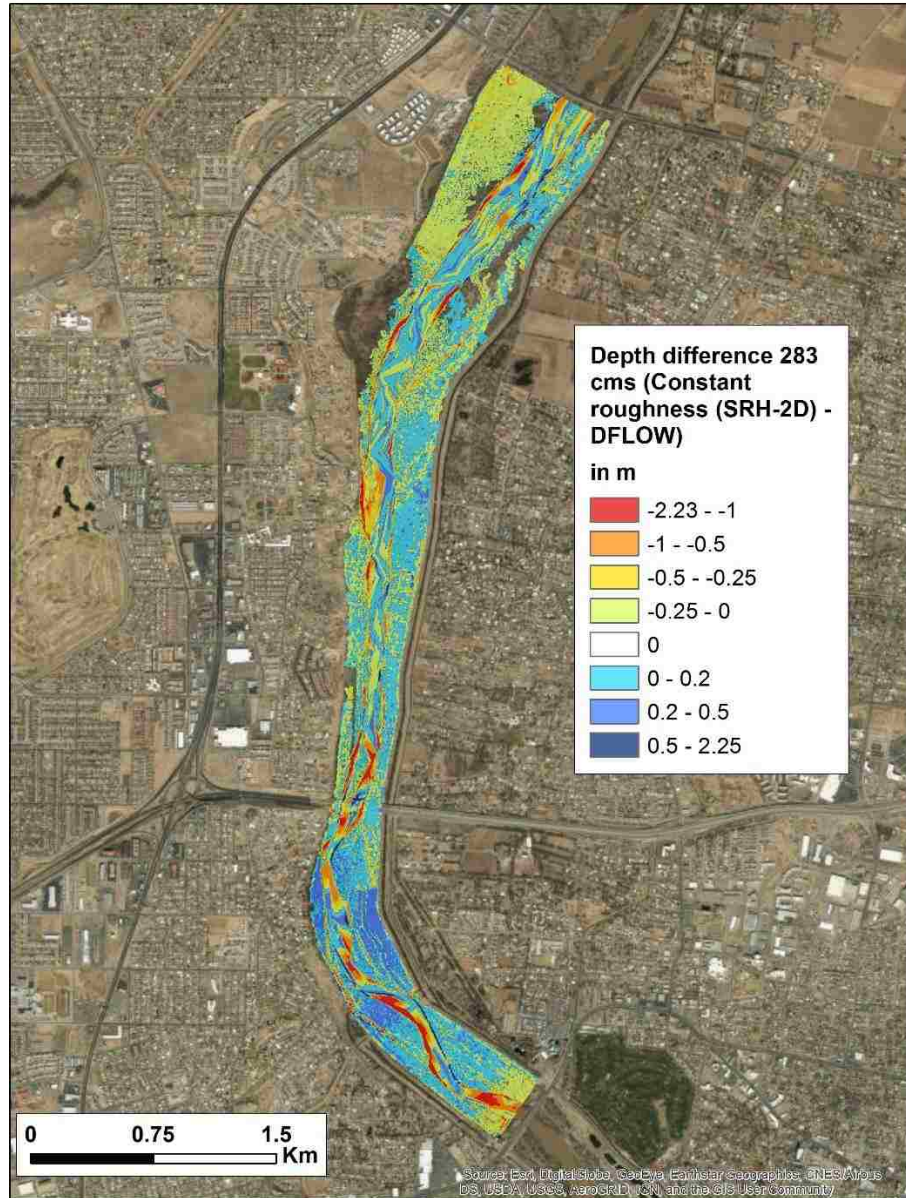 Depth difference 283
cms (Constant
roughness (SRH-2D) -
DFLOW)
in m
-2.23 - -1
-1 - -0.5
-0.5 - -0.25
-0.25 - 0
0
0 - 0.2
0.2 - 0.5
0.5 - 2.25
0 0.75 1.5
Km
Source: Esri, DigitalGlobe, GeoEye, Earthstar Geographics, CNES/Airbus
DS, USDA, USGS, AeroGRID, IGN, and the GIS User Community